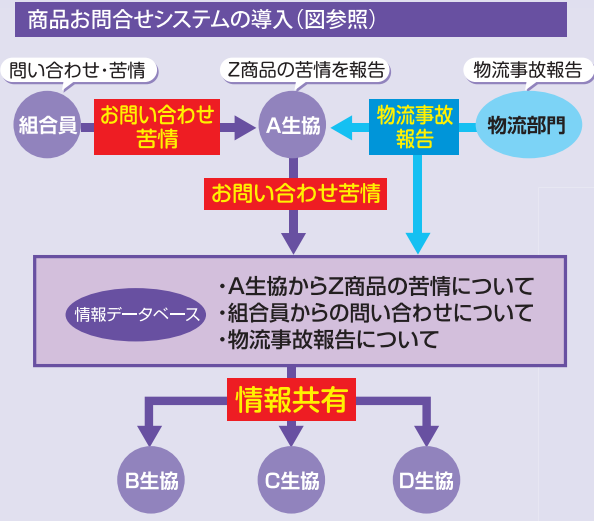 商品お問合せシステムの導入（図参照）
問い合わせ・苦情
Z商品の苦情を報告
物流事故報告
組合員
お問い合わせ
苦情
A生協
物流事故
報告
物流部門
お問い合わせ苦情
情報データベース
・A生協からZ商品の苦情について
・組合員からの問い合わせについて
・物流事故報告について
情報共有
B生協
C生協
D生協